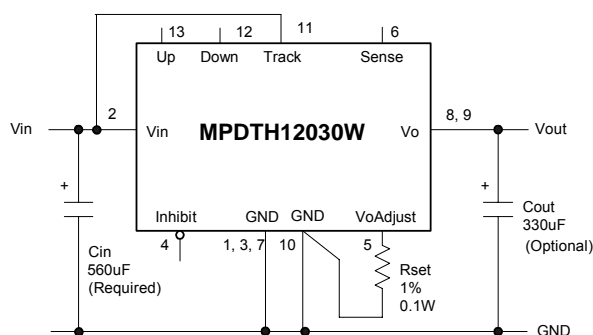 13
12
11
6
Up
Down
Track
Sense
Vin
2
Vin
MPDTH12030W
Vo
8, 9
Vout
+
Cin
560uF
(Required)
Inhibit
GND
GND
VoAdjust
4
1, 3, 7
10
5
Rset
1%
0.1W
+
Cout
330uF
(Optional)
GND